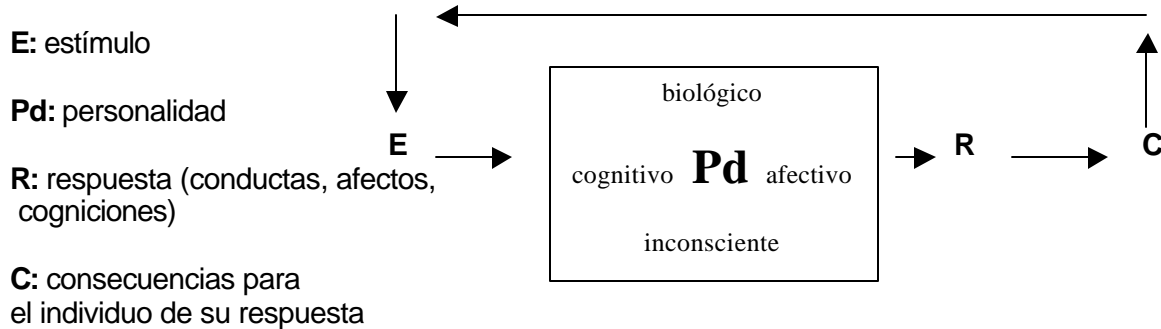 E: estímulo
Pd: personalidad
R: respuesta (conductas, afectos,
cogniciones)
C: consecuencias para
el individuo de su respuesta
E
biológico
cognitivo Pd afectivo
inconsciente
R
C